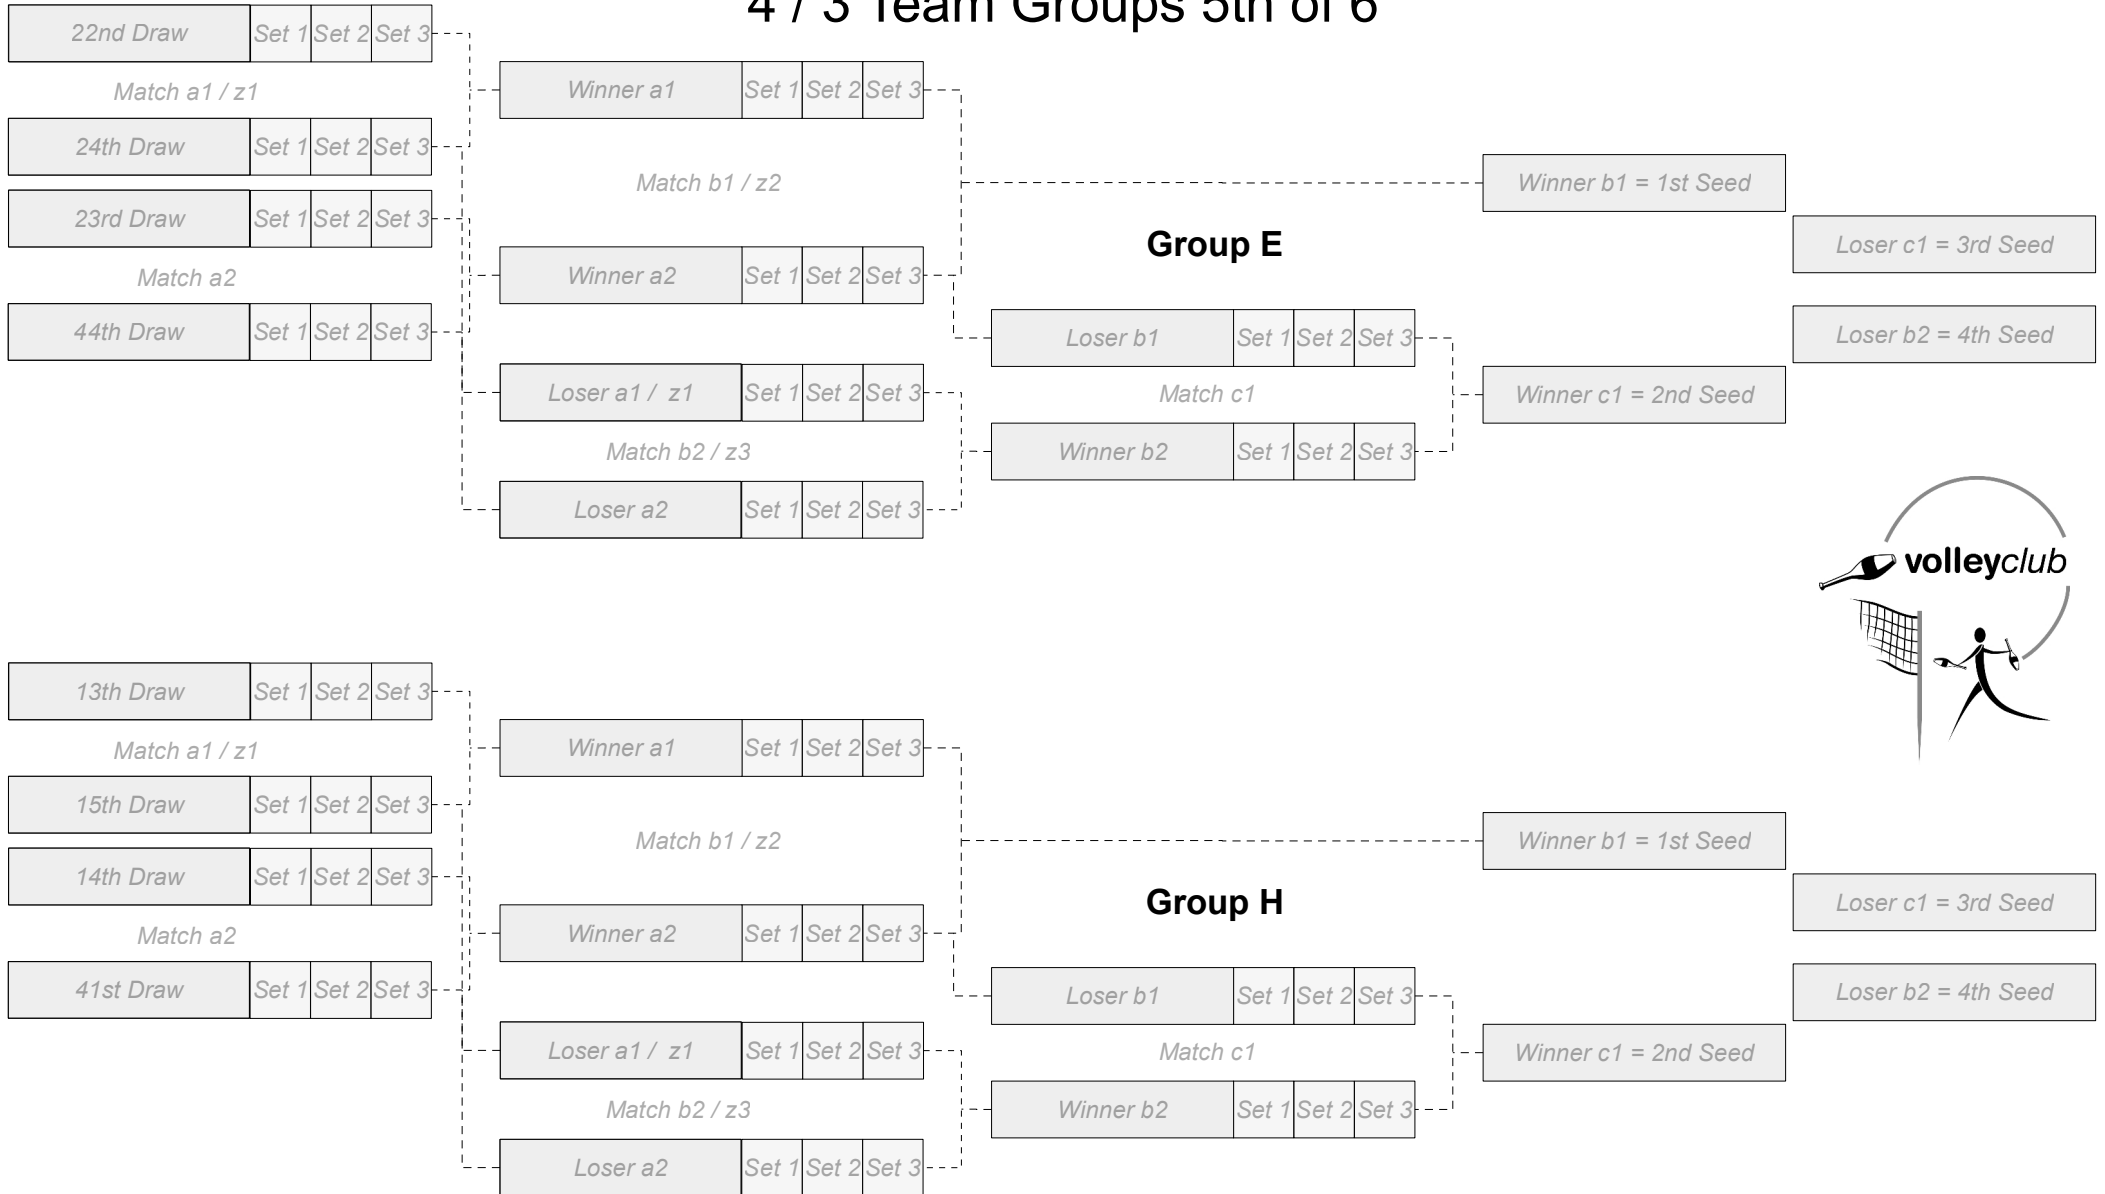 4 / 3 Team Groups 5th of 6
22nd Draw Set 1 Set 2 Set 3
Match a1 / z1
24th Draw Set 1 Set 2 Set 3
23rd Draw Set 1 Set 2 Set 3
Match a2
44th Draw Set 1 Set 2 Set 3
Winner a1 Set 1 Set 2 Set 3
Match b1 / z2
Winner a2 Set 1 Set 2 Set 3
Loser a1 / z1 Set 1 Set 2 Set 3
Match b2 / z3
Loser a2 Set 1 Set 2 Set 3
Group E
Loser b1 Set 1 Set 2 Set 3
Match c1
Winner b2 Set 1 Set 2 Set 3
Winner b1 = 1st Seed
Winner c1 = 2nd Seed
Loser c1 = 3rd Seed
Loser b2 = 4th Seed
volleyclub
13th Draw Set 1 Set 2 Set 3
Match a1 / z1
15th Draw Set 1 Set 2 Set 3
14th Draw Set 1 Set 2 Set 3
Match a2
41st Draw Set 1 Set 2 Set 3
Winner a1 Set 1 Set 2 Set 3
Match b1 / z2
Winner a2 Set 1 Set 2 Set 3
Loser a1 / z1 Set 1 Set 2 Set 3
Match b2 / z3
Loser a2 Set 1 Set 2 Set 3
Group H
Loser b1 Set 1 Set 2 Set 3
Match c1
Winner b2 Set 1 Set 2 Set 3
Winner b1 = 1st Seed
Winner c1 = 2nd Seed
Loser c1 = 3rd Seed
Loser b2 = 4th Seed